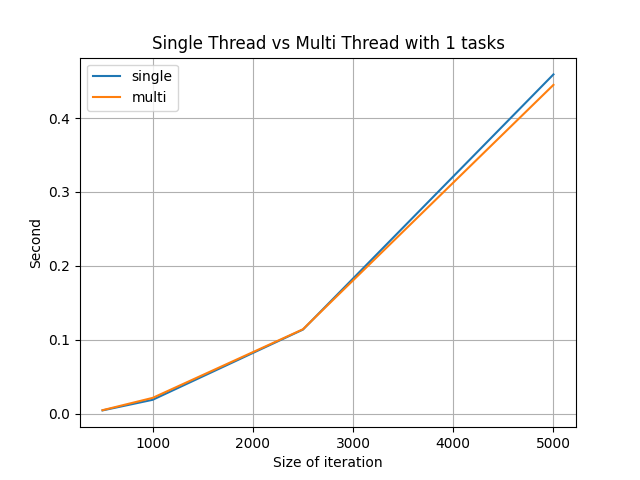 Single Thread vs Multi Thread with 1 tasks
single
multi
0.4
0.3
0.2
0.1
0.0
Second
1000 2000 3000 4000 5000
Size of iteration